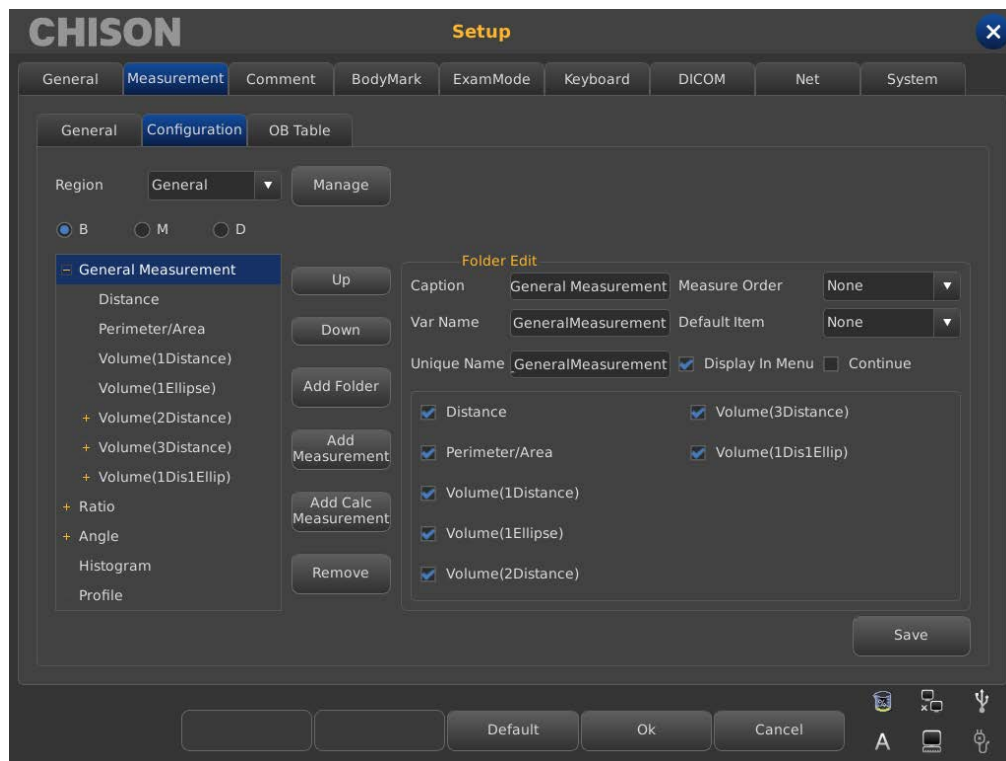 CHISON
Setup
General Measurement Comment BodyMark ExamMode Keyboard DICOM Net System
General Configuration OB Table
Region General Manage
B M D
General Measurement
Distance
Perimeter/Area
Volume(1Distance)
Volume(1Ellipse)
+ Volume(2Distance)
+ Volume(3Distance)
+ Volume(1Dis1Ellip)
+ Ratio
+ Angle
Histogram
Profile
Up
Down
Add Folder
Add
Measurement
Add Calc
Measurement
Remove
Folder Edit
Caption General Measurement Measure Order None
Var Name GeneralMeasurement Default Item None
Unique Name GeneralMeasurement Display In Menu Continue
Distance Volume(3Distance)
Perimeter/Area Volume(1Dis1Ellip)
Volume(1Distance)
Volume(1Ellipse)
Volume(2Distance)
Save
Default Ok Cancel
A